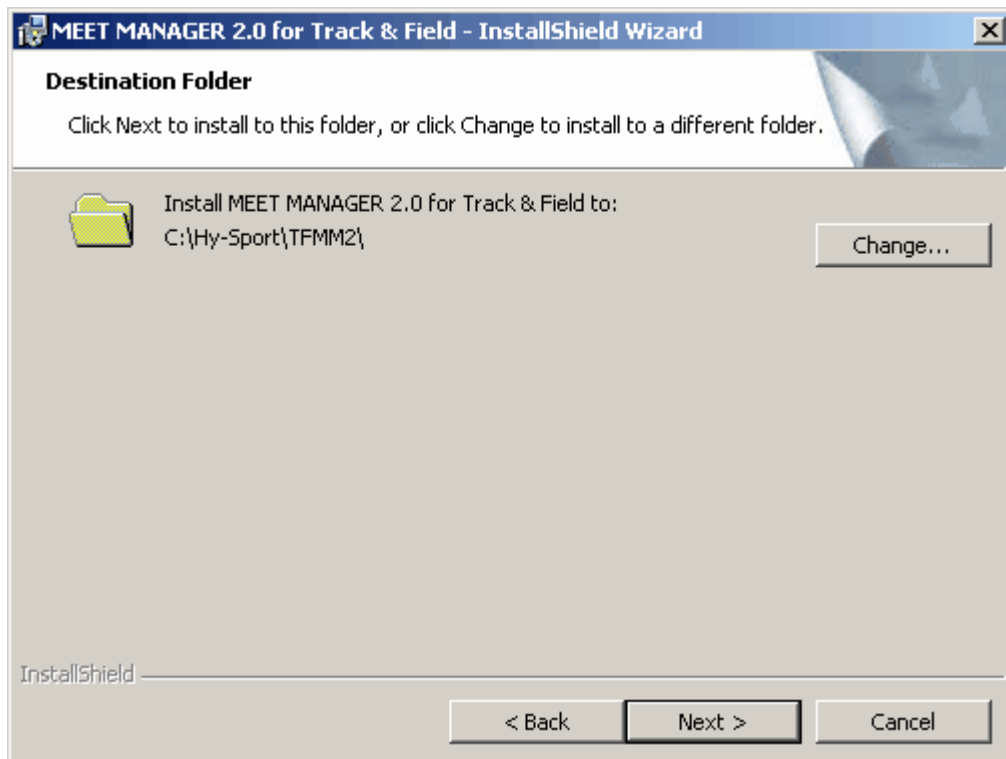 MEET MANAGER 2.0 for Track & Field - InstallShield Wizard
Destination Folder
Click Next to install to this folder, or click Change to install to a different folder.
Install MEET MANAGER 2.0 for Track & Field to:
C:\Hy-Sport\TFMM2\
Change...
InstallShield
< Back
Next >
Cancel